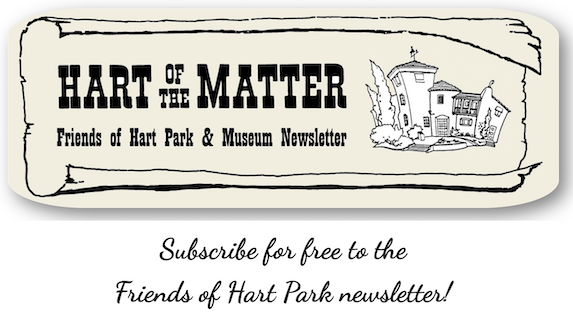 HART OF THE MATTER
Friends of Hart Park & Museum Newsletter
Subscribe for free to the
Friends of Hart Park newsletter!